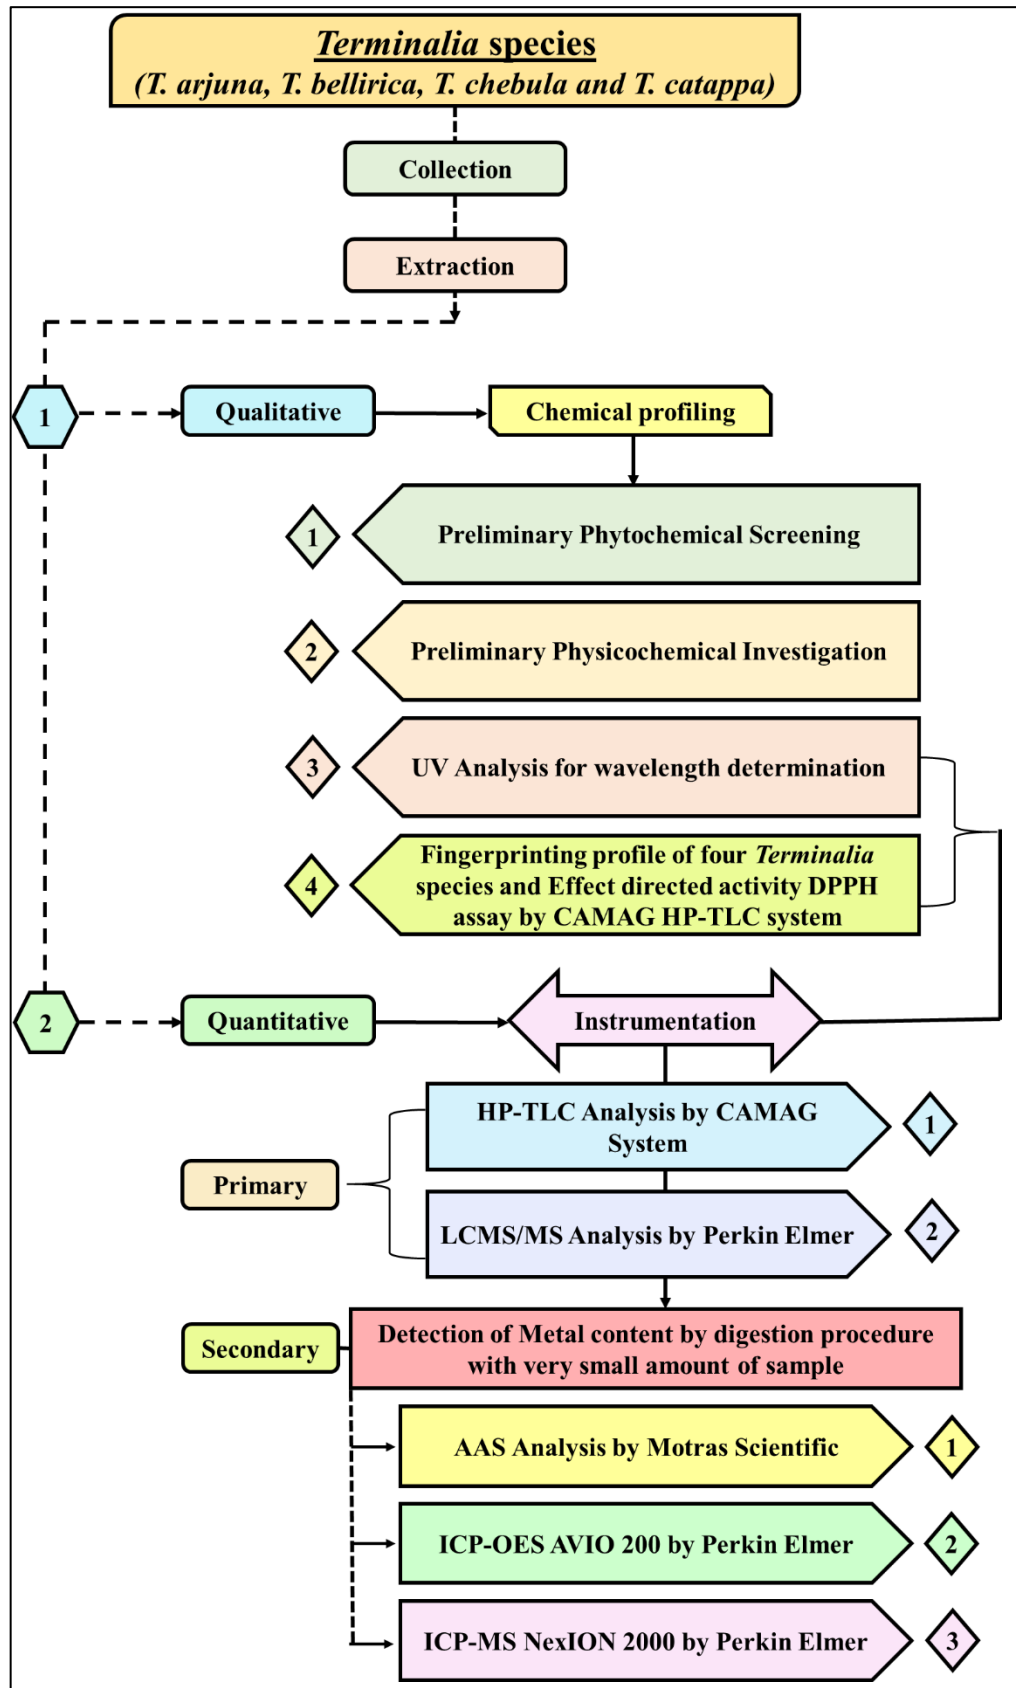 Terminalia species
(T. arjuna, T. bellirica, T. chebula and T. catappa)
Collection
Extraction
1
Qualitative
Chemical profiling
1
Preliminary Phytochemical Screening
2
Preliminary Physicochemical Investigation
3
UV Analysis for wavelength determination
4
Fingerprinting profile of four Terminalia
species and Effect directed activity DPPH
assay by CAMAG HP-TLC system
2
Quantitative
Instrumentation
Primary
HP-TLC Analysis by CAMAG
System
1
LCMS/MS Analysis by Perkin Elmer
2
Secondary
Detection of Metal content by digestion procedure
with very small amount of sample
AAS Analysis by Motras Scientific
1
ICP-OES AVIO 200 by Perkin Elmer
2
ICP-MS NexION 2000 by Perkin Elmer
3